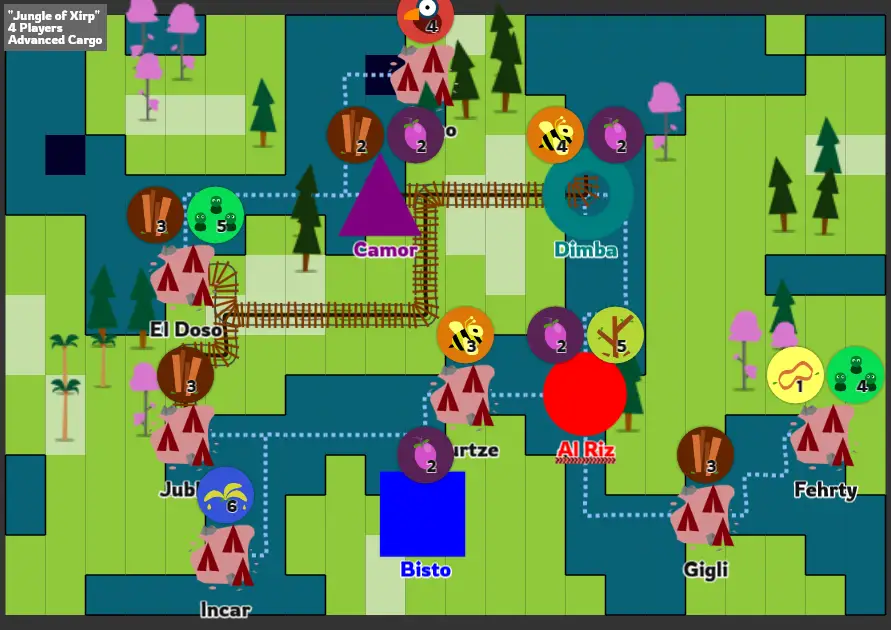 "Jungle of Xirp"
4 Players
Advanced Cargo
4
o
2
2
4
2
3
5
Camor
Dimba
El Doso
3
2
5
3
1
4
urtze
Al Riz
2
3
Jubl
6
Fehrty
Bisto
Gigli
Incar